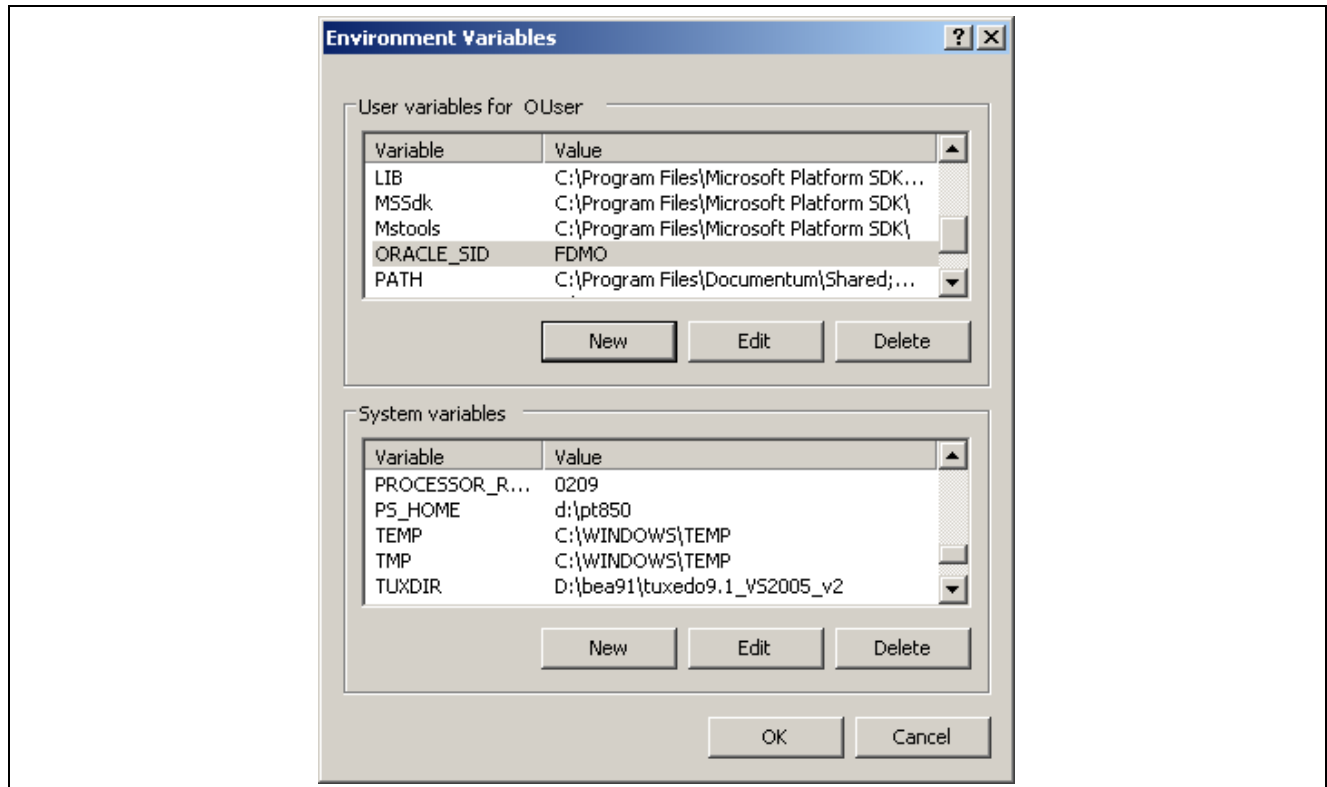 Environment Variables
User variables for OUser
Variable Value
LIB C:\Program Files\Microsoft Platform SDK...
MSSdk C:\Program Files\Microsoft Platform SDK\
Mstools C:\Program Files\Microsoft Platform SDK\
ORACLE_SID FDMO
PATH C:\Program Files\Documentum\Shared;...
New Edit Delete
System variables
Variable Value
PROCESSOR_R... 0209
PS_HOME d:\pt850
TEMP C:\WINDOWS\TEMP
TMP C:\WINDOWS\TEMP
TUXDIR D:\bea91\tuxedo9.1_VS2005_v2
New Edit Delete
OK Cancel